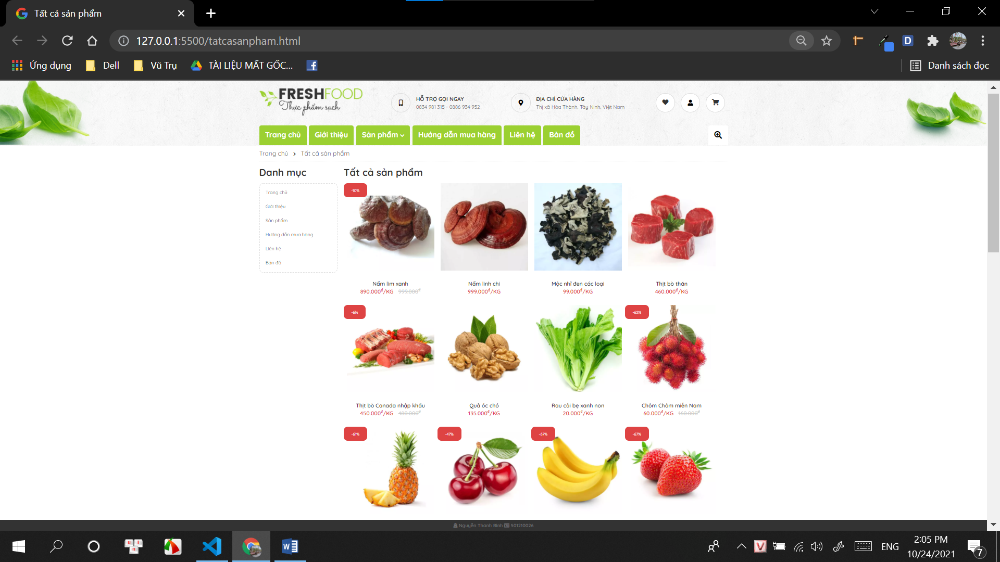 Tất cả sản phẩm
127.0.0.1:5500/tatcasanpham.html
Ứng dụng
Dell
Vũ Trụ
TÀI LIỆU MẤT GỐC...
Danh sách đọc
FRESHFOOD
Thực phẩm sạch
HỖ TRỢ GỌI NGAY
0834 981 315 - 0886 934 952
ĐỊA CHỈ CỬA HÀNG
Thị xã Hòa Thành, Tây Ninh, Việt Nam
Trang chủ
Giới thiệu
Sản phẩm
Hướng dẫn mua hàng
Liên hệ
Bản đồ
Trang chủ > Tất cả sản phẩm
Danh mục
Trang chủ
Giới thiệu
Sản phẩm
Hướng dẫn mua hàng
Liên hệ
Bản đồ
Tất cả sản phẩm
-10%
Nấm lim xanh
890.000đ/KG 999.000đ
Nấm linh chi
999.000đ/KG
Mộc nhĩ đen các loại
99.000đ/KG
Thịt bò thăn
460.000đ/KG
-6%
Thịt bò Canada nhập khẩu
450.000đ/KG 480.000đ
Quả óc chó
135.000đ/KG
Rau cải bẹ xanh non
20.000đ/KG
-62%
Chôm Chôm miền Nam
60.000đ/KG 160.000đ
-61%
-47%
-67%
-67%
Nguyễn Thanh Bình 501210026
ENG
2:05 PM
10/24/2021
7